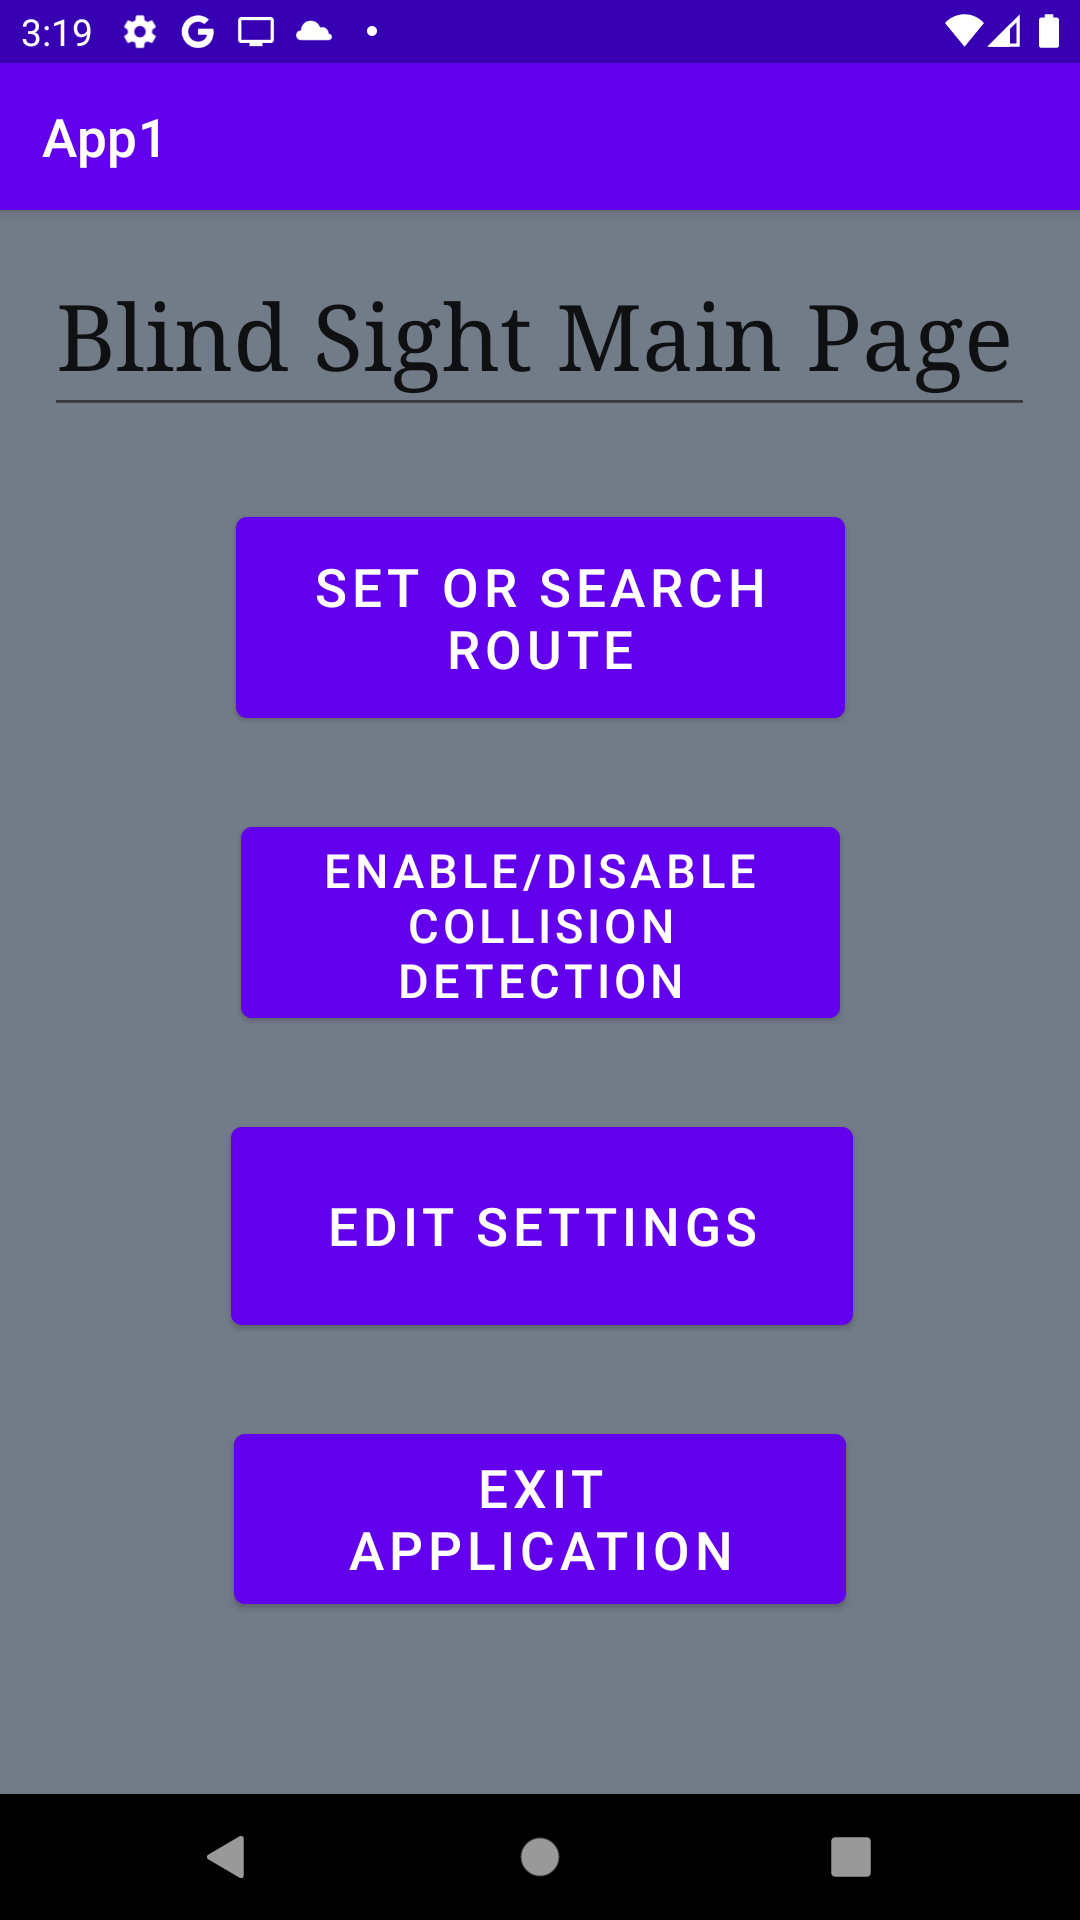 3:19
App1
Blind Sight Main Page
SET OR SEARCH
ROUTE
ENABLE/DISABLE
COLLISION
DETECTION
EDIT SETTINGS
EXIT
APPLICATION